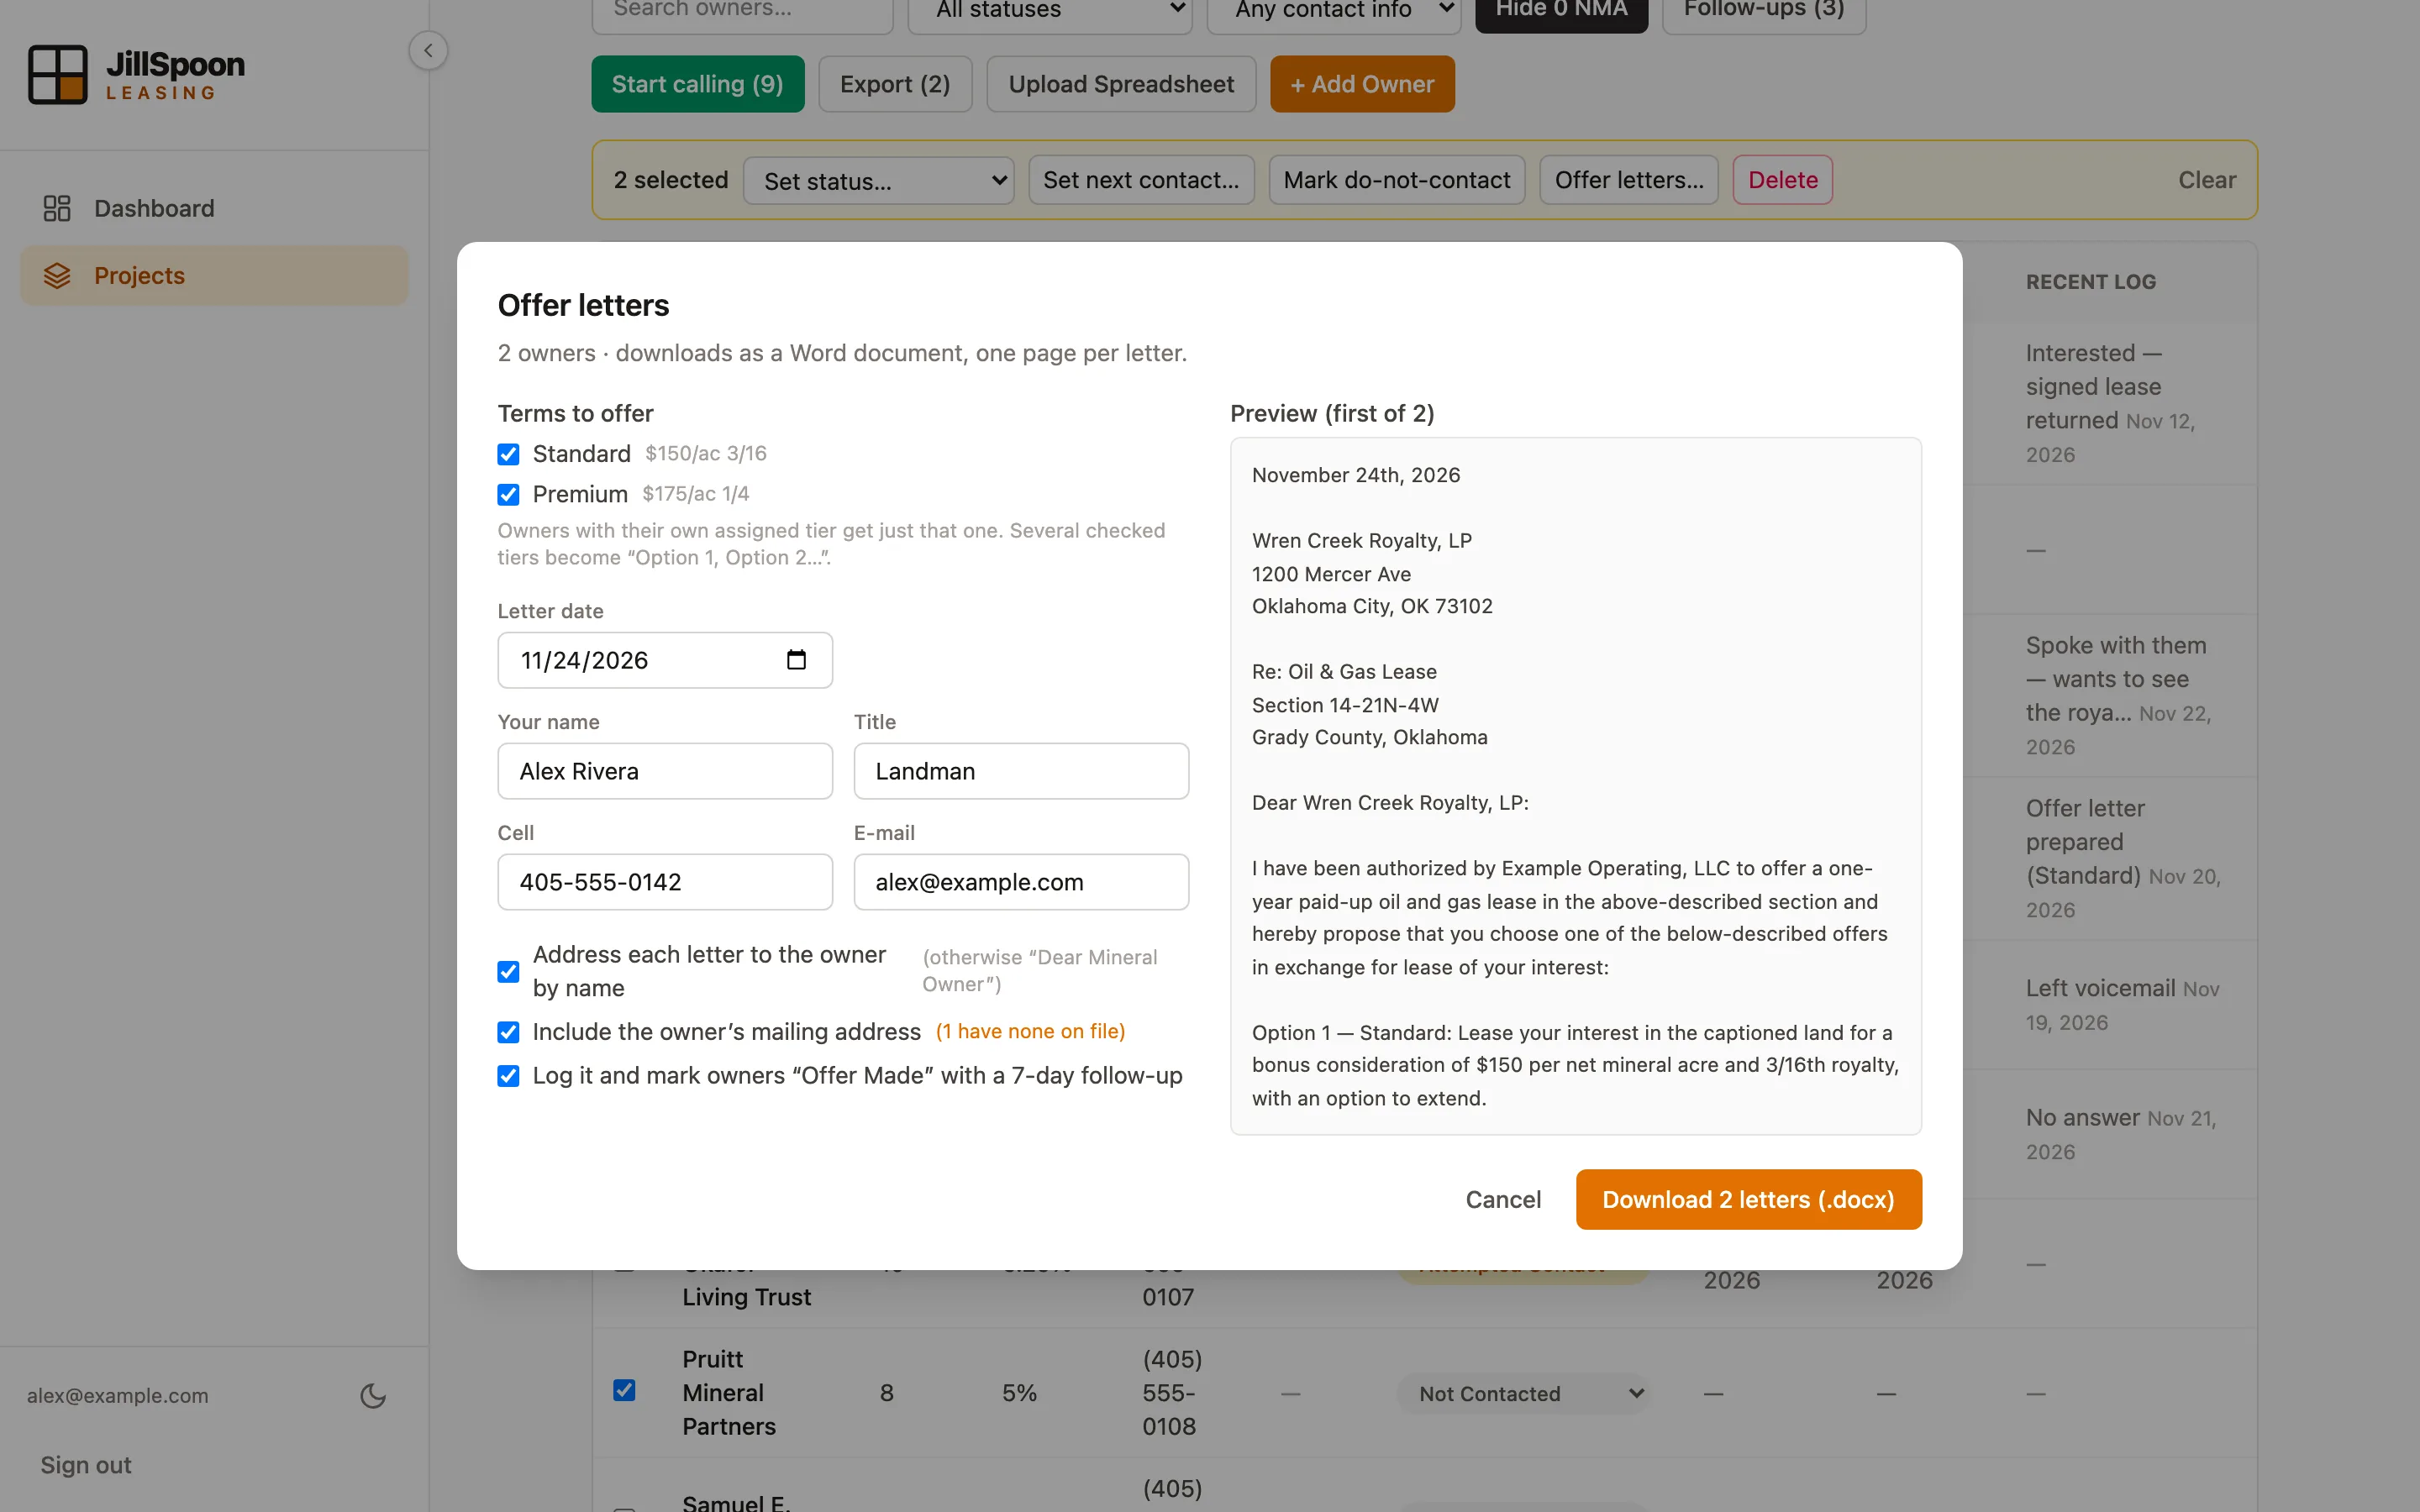 JillSpoon
LEASING
Dashboard
Projects
alex@example.com
Sign out
Search owners...
All statuses
Any contact info
Hide 0 NMA
Follow-ups (3)
Start calling (9)
Export (2)
Upload Spreadsheet
+ Add Owner
2 selected
Set status...
Set next contact...
Mark do-not-contact
Offer letters...
Delete
Clear
Offer letters
2 owners · downloads as a Word document, one page per letter.
Terms to offer
Standard $150/ac 3/16
Premium $175/ac 1/4
Owners with their own assigned tier get just that one. Several checked
tiers become “Option 1, Option 2...”.
Letter date
11/24/2026
Your name
Title
Alex Rivera
Landman
Cell
E-mail
405-555-0142
alex@example.com
Address each letter to the owner
by name
(otherwise “Dear Mineral
Owner”)
Include the owner’s mailing address (1 have none on file)
Log it and mark owners “Offer Made” with a 7-day follow-up
Preview (first of 2)
November 24th, 2026
Wren Creek Royalty, LP
1200 Mercer Ave
Oklahoma City, OK 73102
Re: Oil & Gas Lease
Section 14-21N-4W
Grady County, Oklahoma
Dear Wren Creek Royalty, LP:
I have been authorized by Example Operating, LLC to offer a one-
year paid-up oil and gas lease in the above-described section and
hereby propose that you choose one of the below-described offers
in exchange for lease of your interest:
Option 1 — Standard: Lease your interest in the captioned land for a
bonus consideration of $150 per net mineral acre and 3/16th royalty,
with an option to extend.
Cancel
Download 2 letters (.docx)
RECENT LOG
Interested —
signed lease
returned Nov 12,
2026
—
Spoke with them
— wants to see
the roya... Nov 22,
2026
Offer letter
prepared
(Standard) Nov 20,
2026
Left voicemail Nov
19, 2026
No answer Nov 21,
2026
Living Trust
0107
2026
2026
—
Pruitt
Mineral
Partners
8
5%
(405)
555-
0108
—
Not Contacted
—
—
—
Samuel E.
(405)